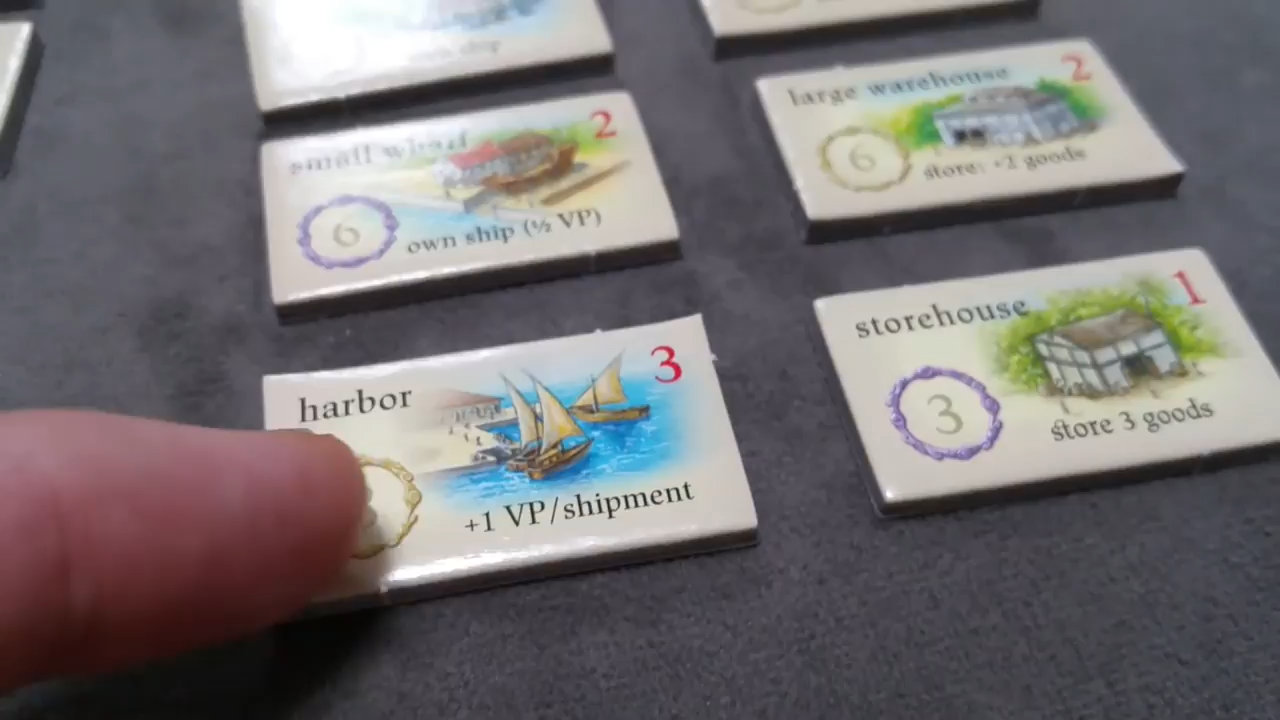 ship
small wharf
2
6
own ship (½ VP)
large warehouse
2
6
store: +2 goods
harbor
3
+1 VP/shipment
storehouse
1
3
store 3 goods